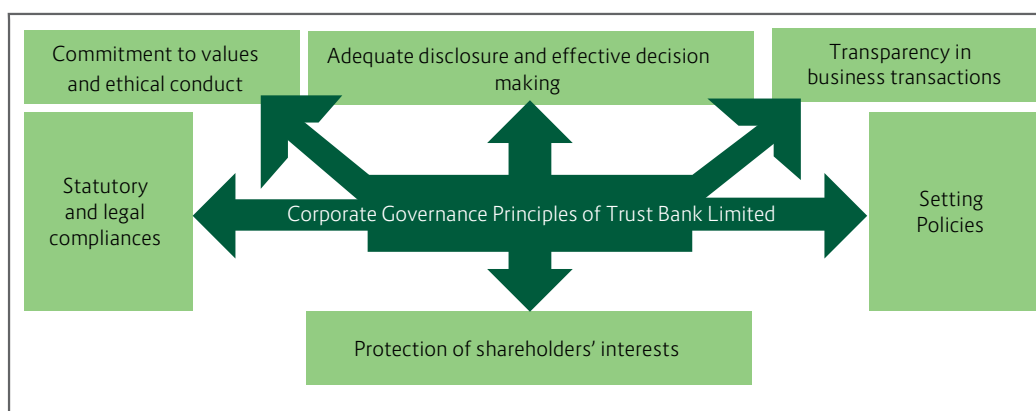 Commitment to values
and ethical conduct
Adequate disclosure and effective decision
making
Transparency in
business transactions
Statutory
and legal
compliances
Corporate Governance Principles of Trust Bank Limited
Setting
Policies
Protection of shareholders’ interests